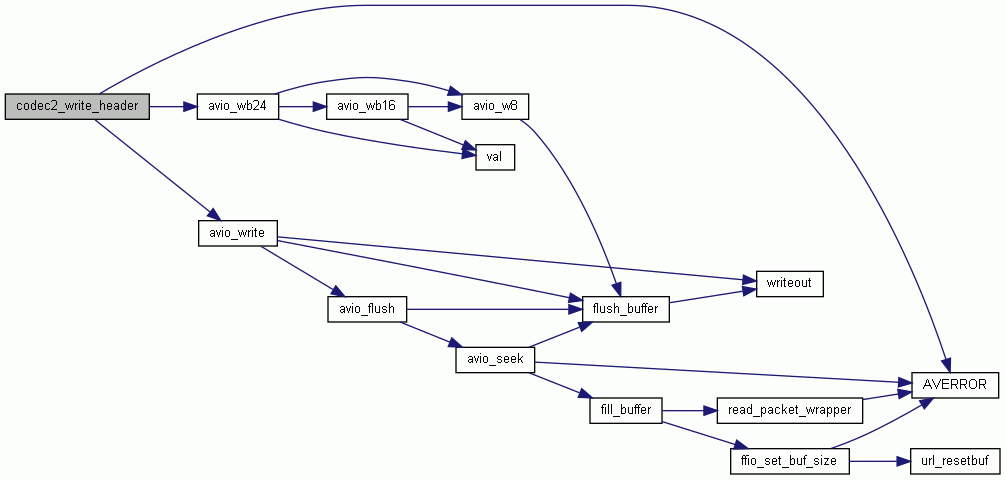 codec2_write_header
avio_wb24
avio_wb16
avio_w8
val
avio_write
writeout
avio_flush
flush_buffer
avio_seek
AVERROR
fill_buffer
read_packet_wrapper
ffio_set_buf_size
url_resetbuf